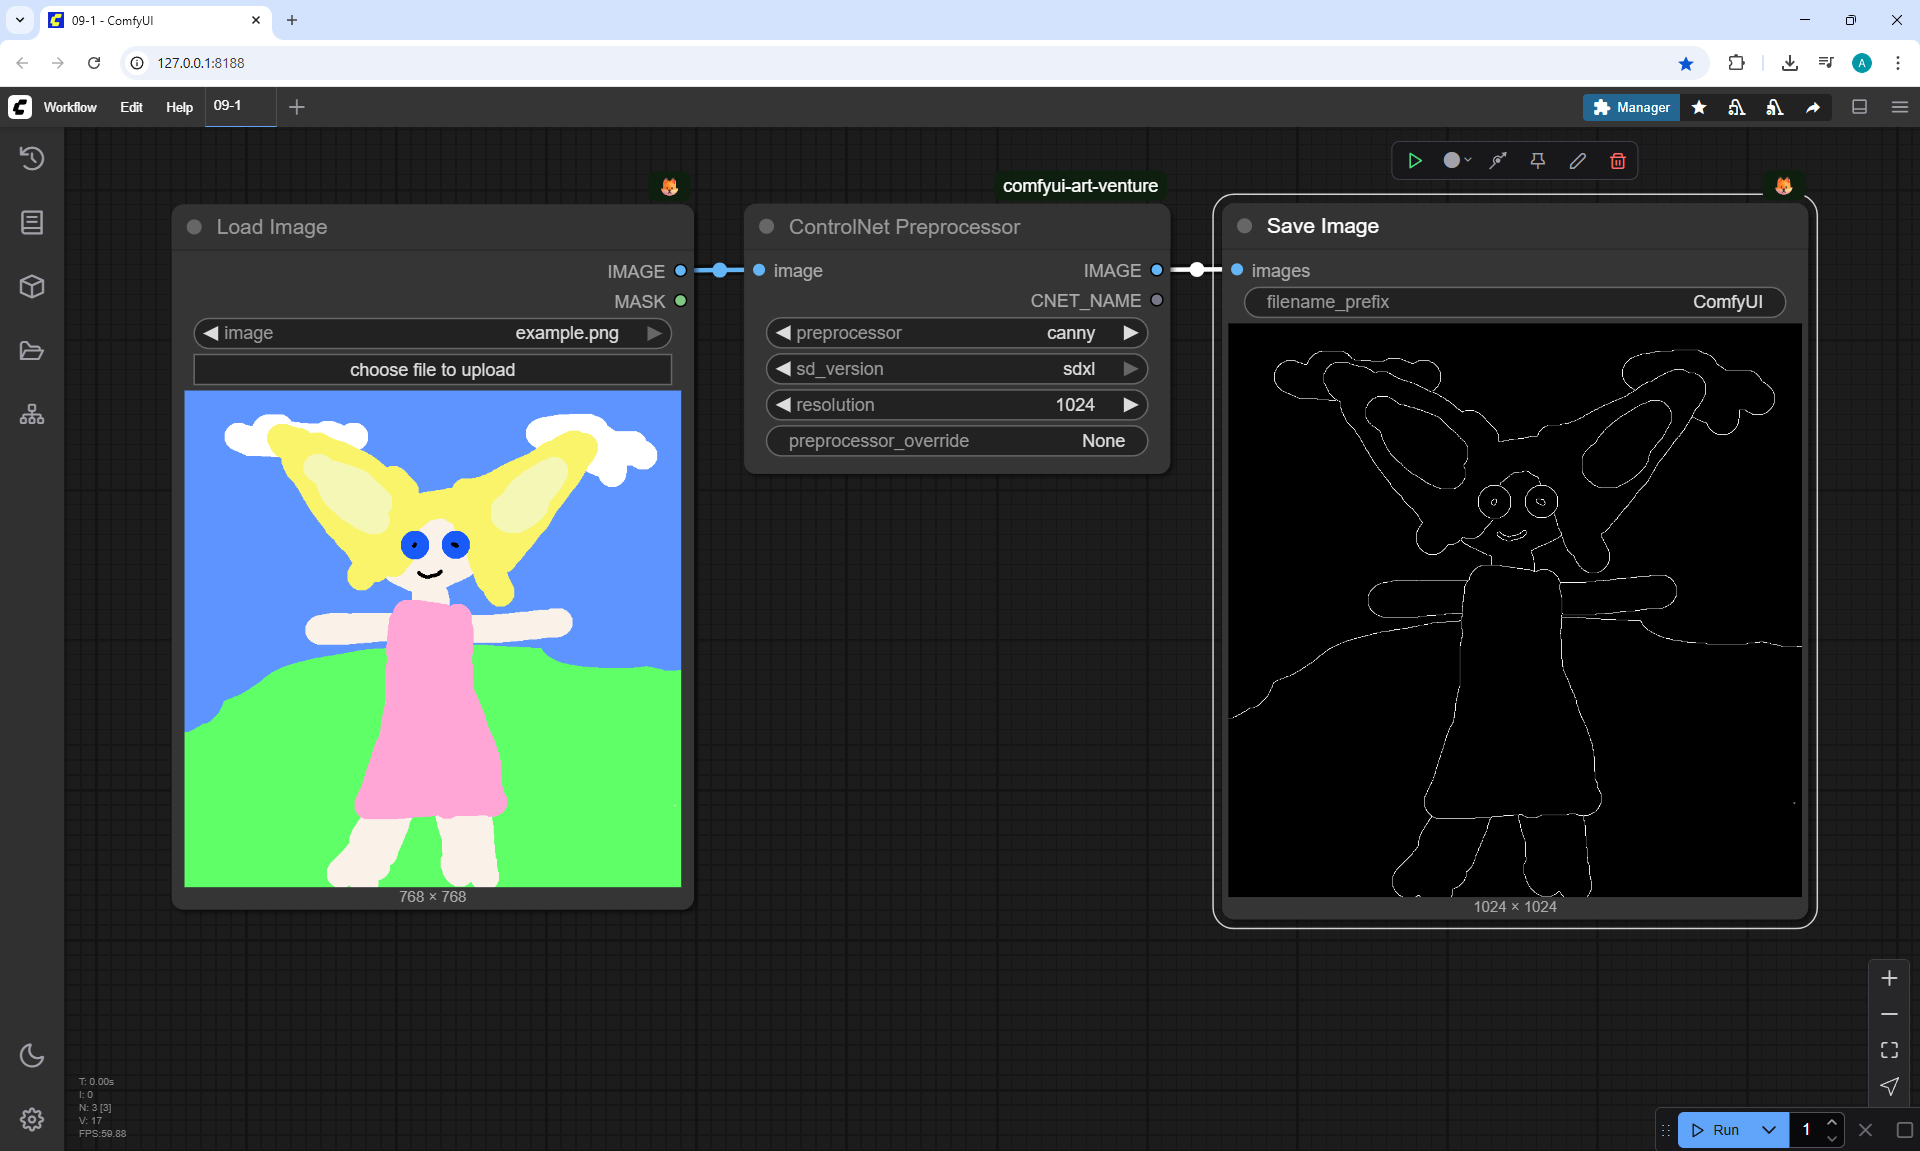 09-1 - ComfyUI
127.0.0.1:8188
A
Workflow Edit Help 09-1
Manager
Load Image
IMAGE
MASK
image example.png
choose file to upload
768 × 768
comfyui-art-venture
ControlNet Preprocessor
image IMAGE
CNET_NAME
preprocessor canny
sd_version sdxl
resolution 1024
preprocessor_override None
Save Image
images
filename_prefix ComfyUI
1024 × 1024
T: 0.00s
I: 0
N: 3 [3]
V: 17
FPS:59.88
Run 1